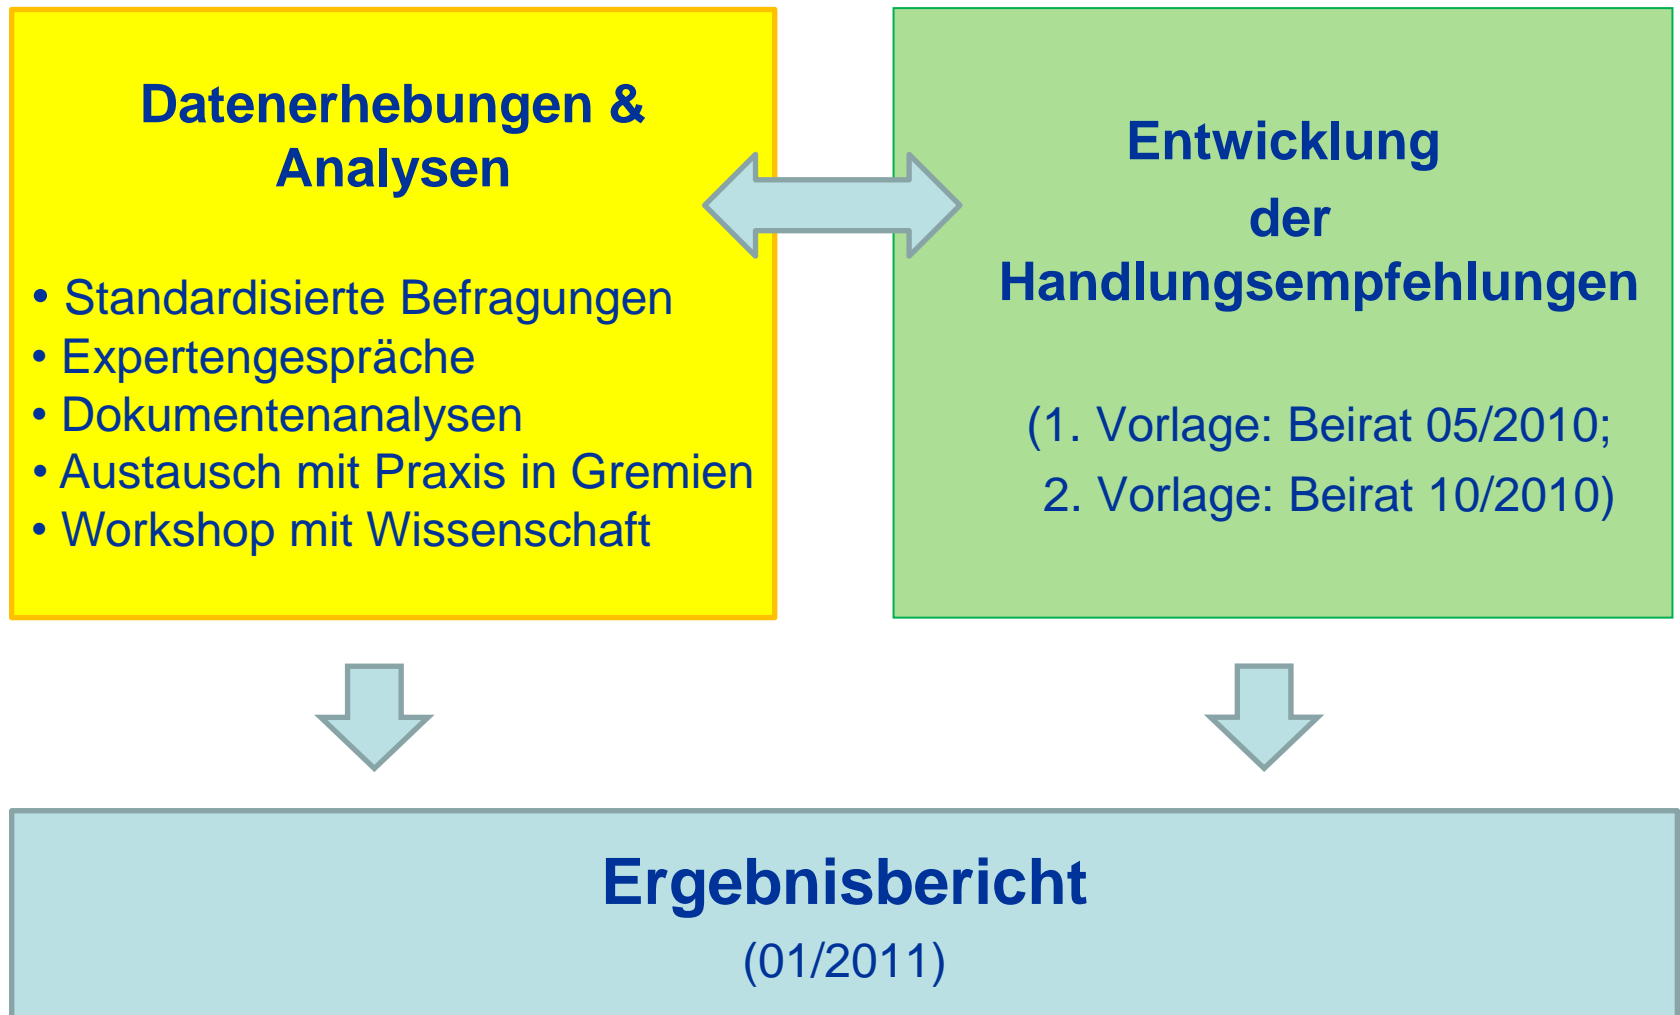 Datenerhebungen &
Analysen
• Standardisierte Befragungen
• Expertengespräche
• Dokumentenanalysen
• Austausch mit Praxis in Gremien
• Workshop mit Wissenschaft
Entwicklung
der
Handlungsempfehlungen
(1. Vorlage: Beirat 05/2010;
2. Vorlage: Beirat 10/2010)
Ergebnisbericht
(01/2011)